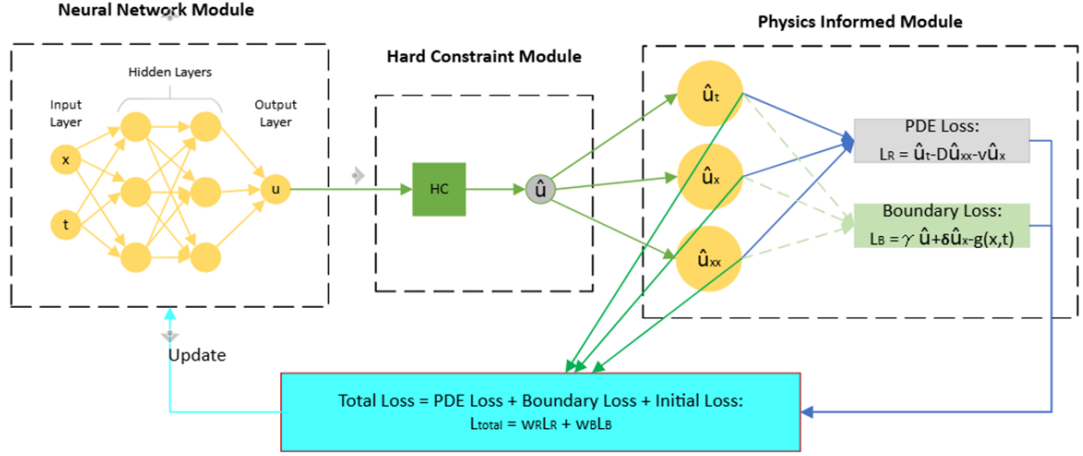 Neural Network Module
Physics Informed Module
Hard Constraint Module
Hidden Layers
Input
Layer
Output
Layer
x
t
u
HC
û
ût
ûx
ûxx
PDE Loss:
LR = ût-Dûxx-vûx
Boundary Loss:
LB = γ û+δûx-g(x,t)
Update
Total Loss = PDE Loss + Boundary Loss + Initial Loss:
Ltotal = wRLR + wBLB